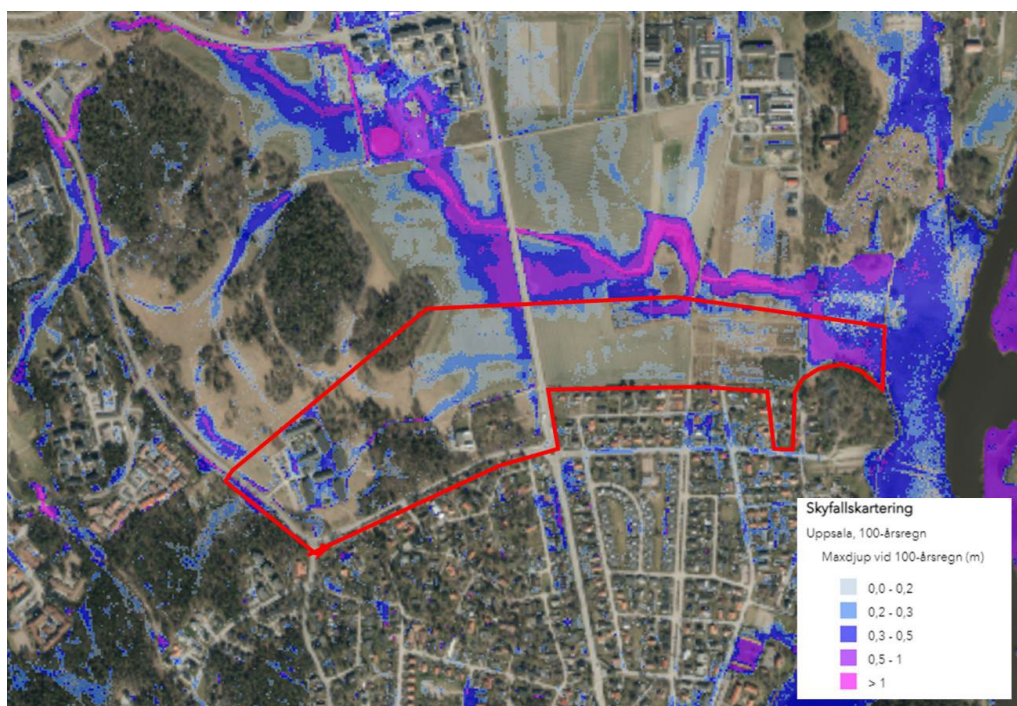 Skyfallskartering
Uppsala, 100-årsregn
Maxdjup vid 100-årsregn (m)
0,0 - 0,2
0,2 - 0,3
0,3 - 0,5
0,5 - 1
> 1